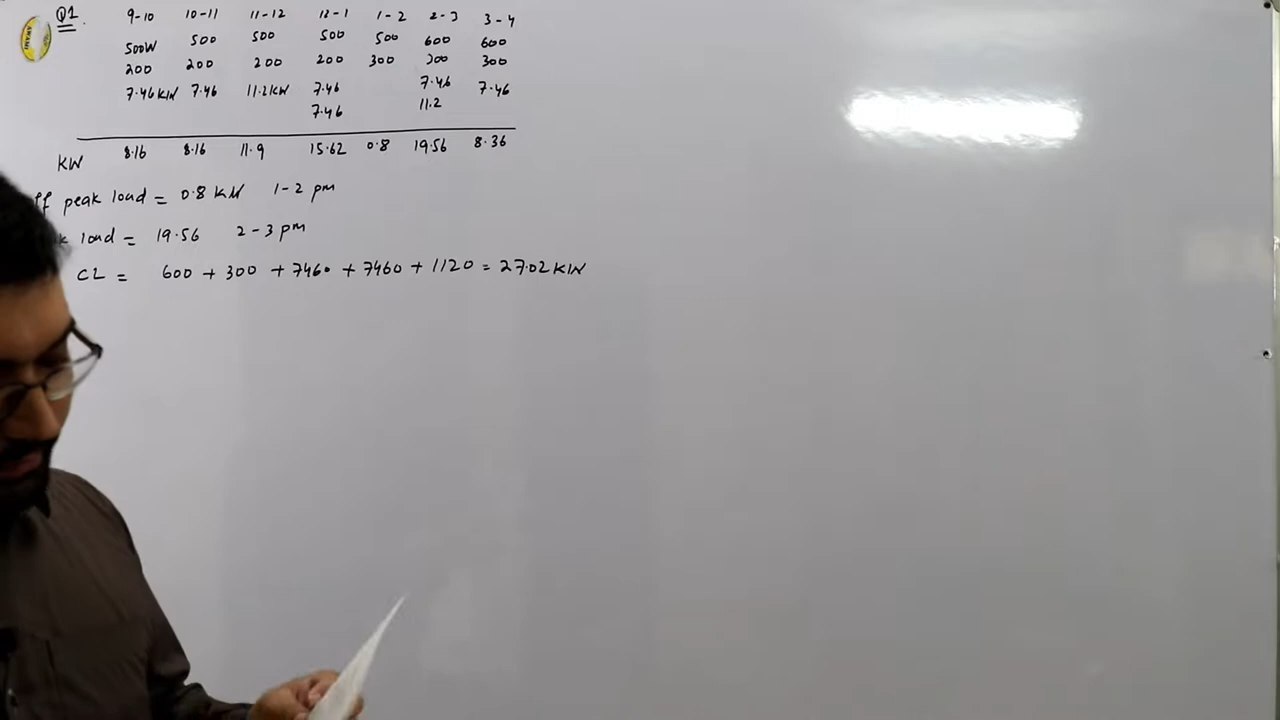 Q1. 9-10 10-11 11-12 12-1 1-2 2-3 3-4
500W 500 500 500 500 600 600
200 200 200 200 300 300 300
7.46KW 7.46 11.2KW 7.46 7.46 7.46
7.46 11.2
KW 8.16 8.16 11.9 15.62 0.8 19.56 8.36
ff peak load = 0.8 KW 1-2 pm
k load = 19.56 2-3 pm
CL = 600 + 300 + 7460 + 7460 + 1120 = 27.02 KW